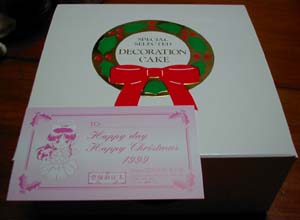 SPECIAL
SELECTED
DECORATION
CAKE
TO:
Happy day
Happy Christmas
1999